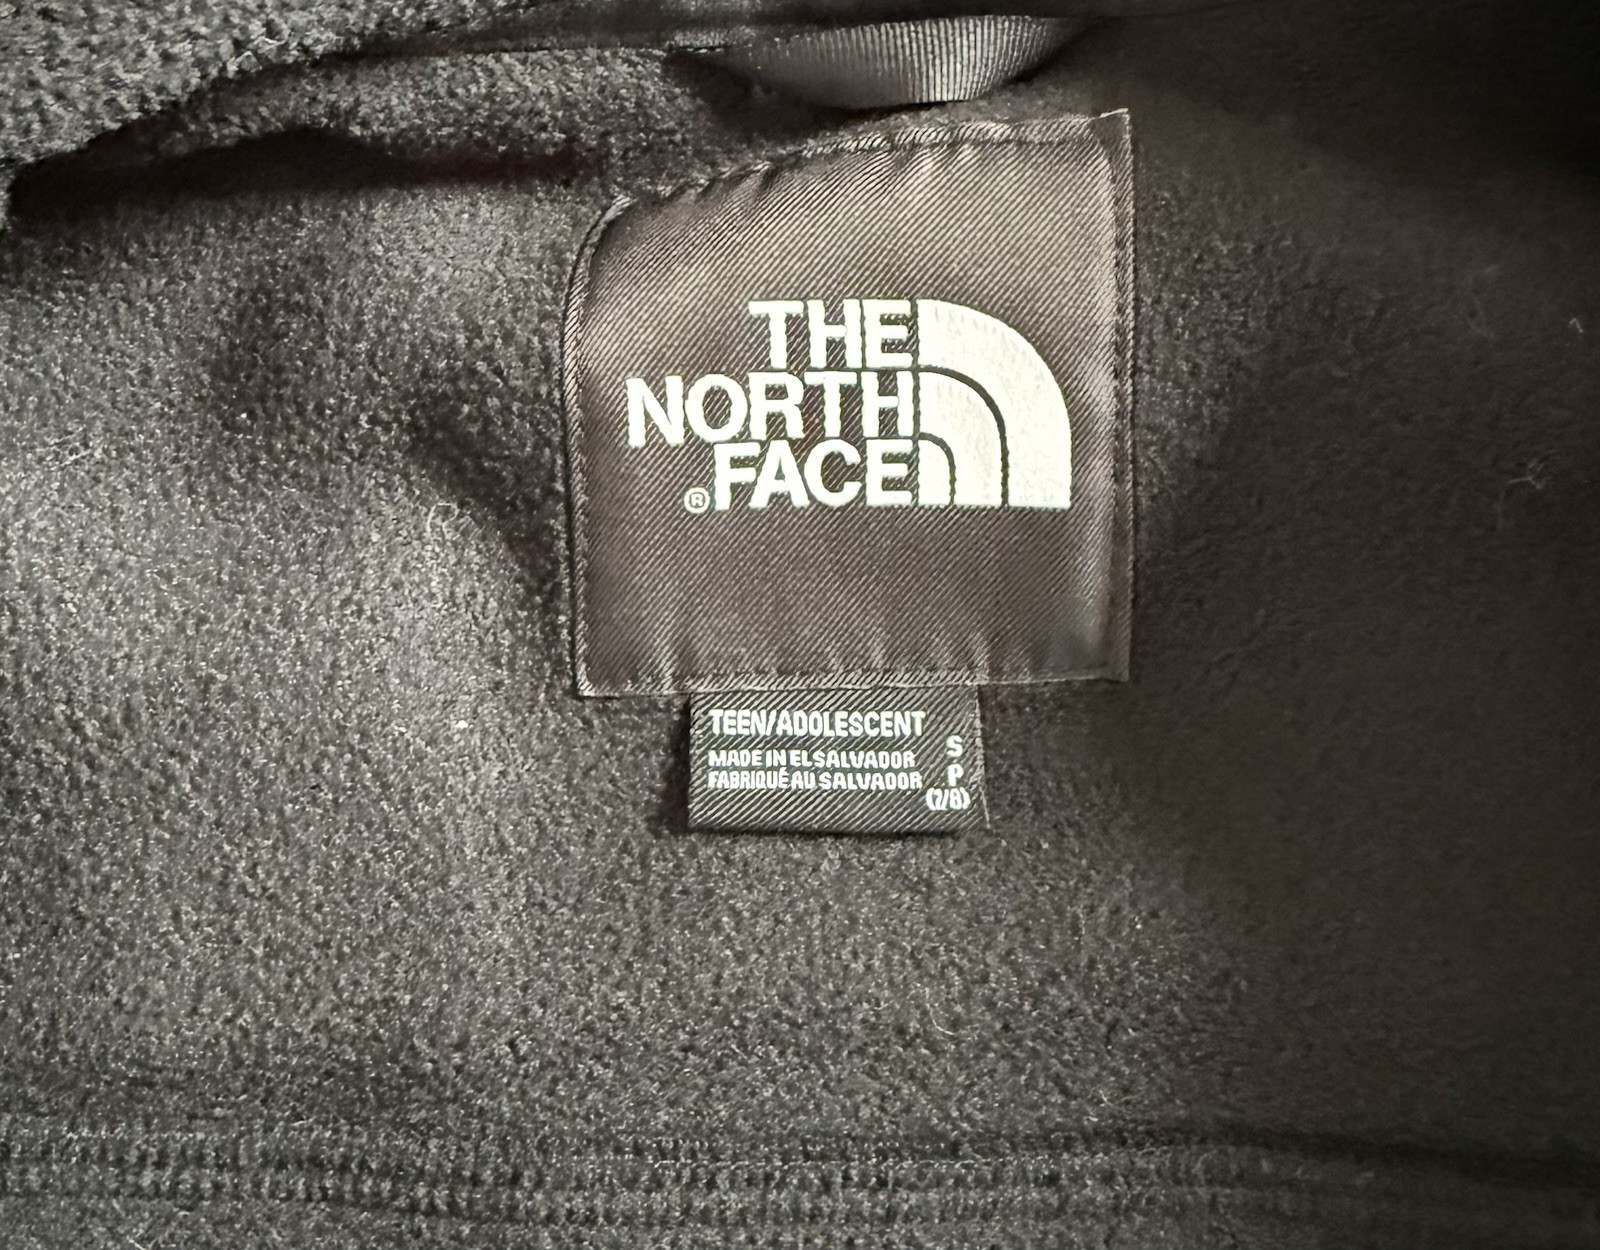 THE
NORTH
FACE
®
TEEN/ADOLESCENT
MADE IN EL SALVADOR
FABRIQUÉ AU SALVADOR
S
P
(7/8)